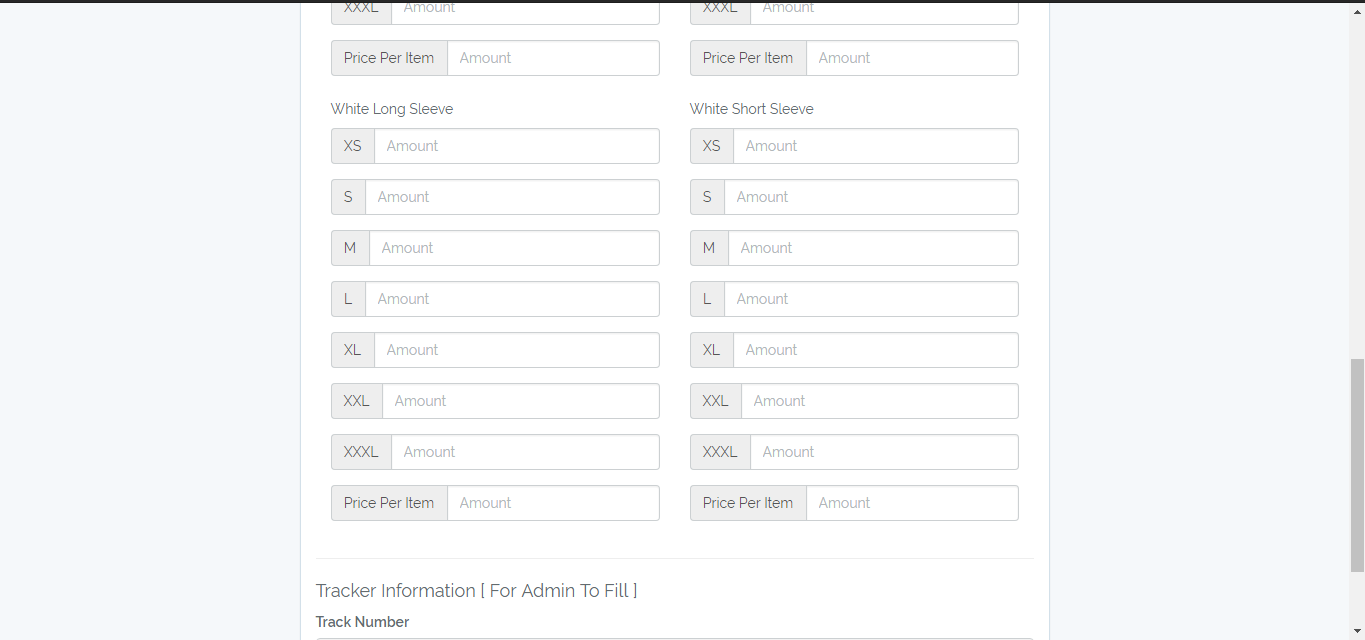 XXXL Amount
XXXL Amount
Price Per Item Amount
Price Per Item Amount
White Long Sleeve
White Short Sleeve
XS Amount
XS Amount
S Amount
S Amount
M Amount
M Amount
L Amount
L Amount
XL Amount
XL Amount
XXL Amount
XXL Amount
XXXL Amount
XXXL Amount
Price Per Item Amount
Price Per Item Amount
Tracker Information [ For Admin To Fill ]
Track Number